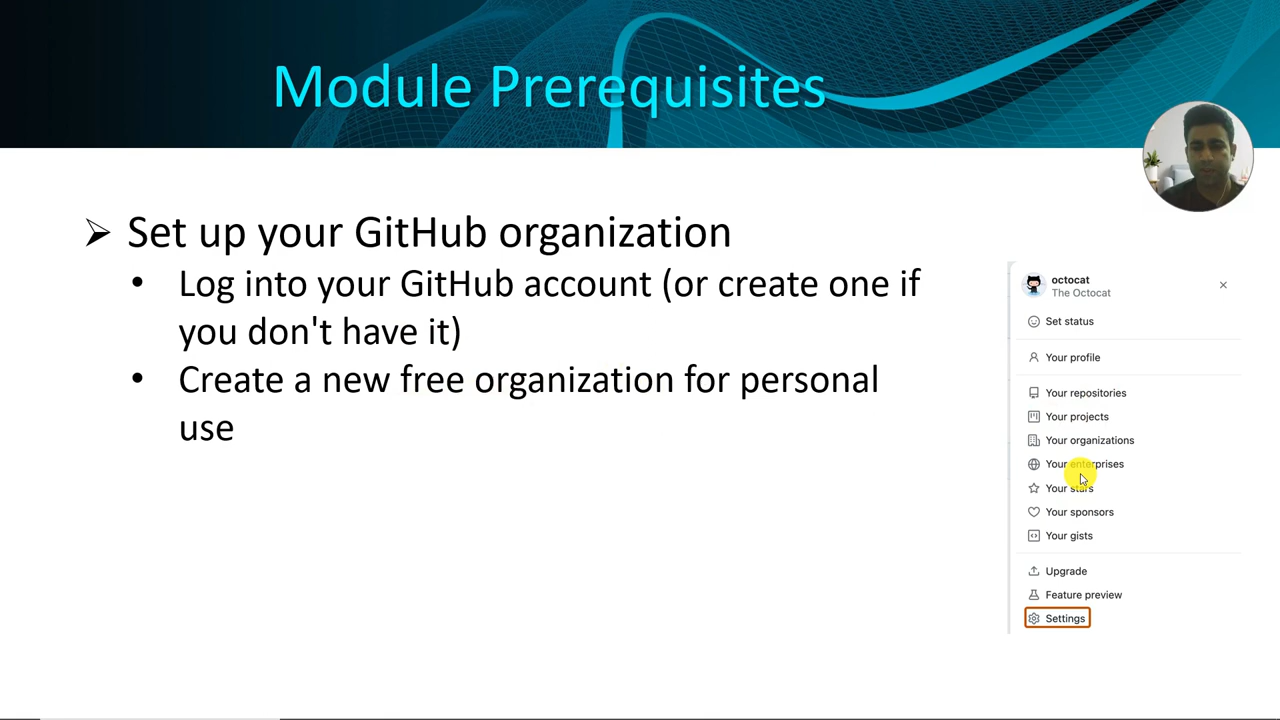 Module Prerequisites
➢ Set up your GitHub organization
• Log into your GitHub account (or create one if
you don't have it)
• Create a new free organization for personal
use
octocat
The Octocat
Set status
Your profile
Your repositories
Your projects
Your organizations
Your enterprises
Your stars
Your sponsors
Your gists
Upgrade
Feature preview
Settings